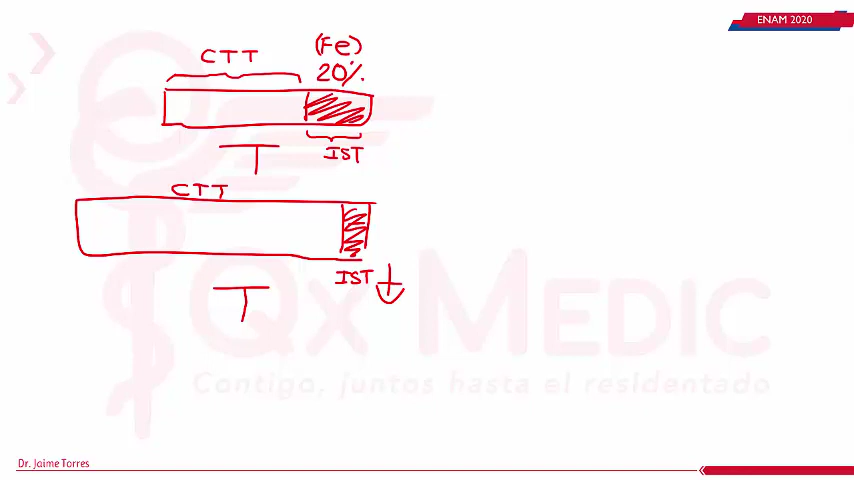 ENAM 2020
CTT
(Fe)
20%
IST
T
CTT
IST ↓
T
QX MEDIC
Contigo, juntos hasta el residentado
Dr. Jaime Torres